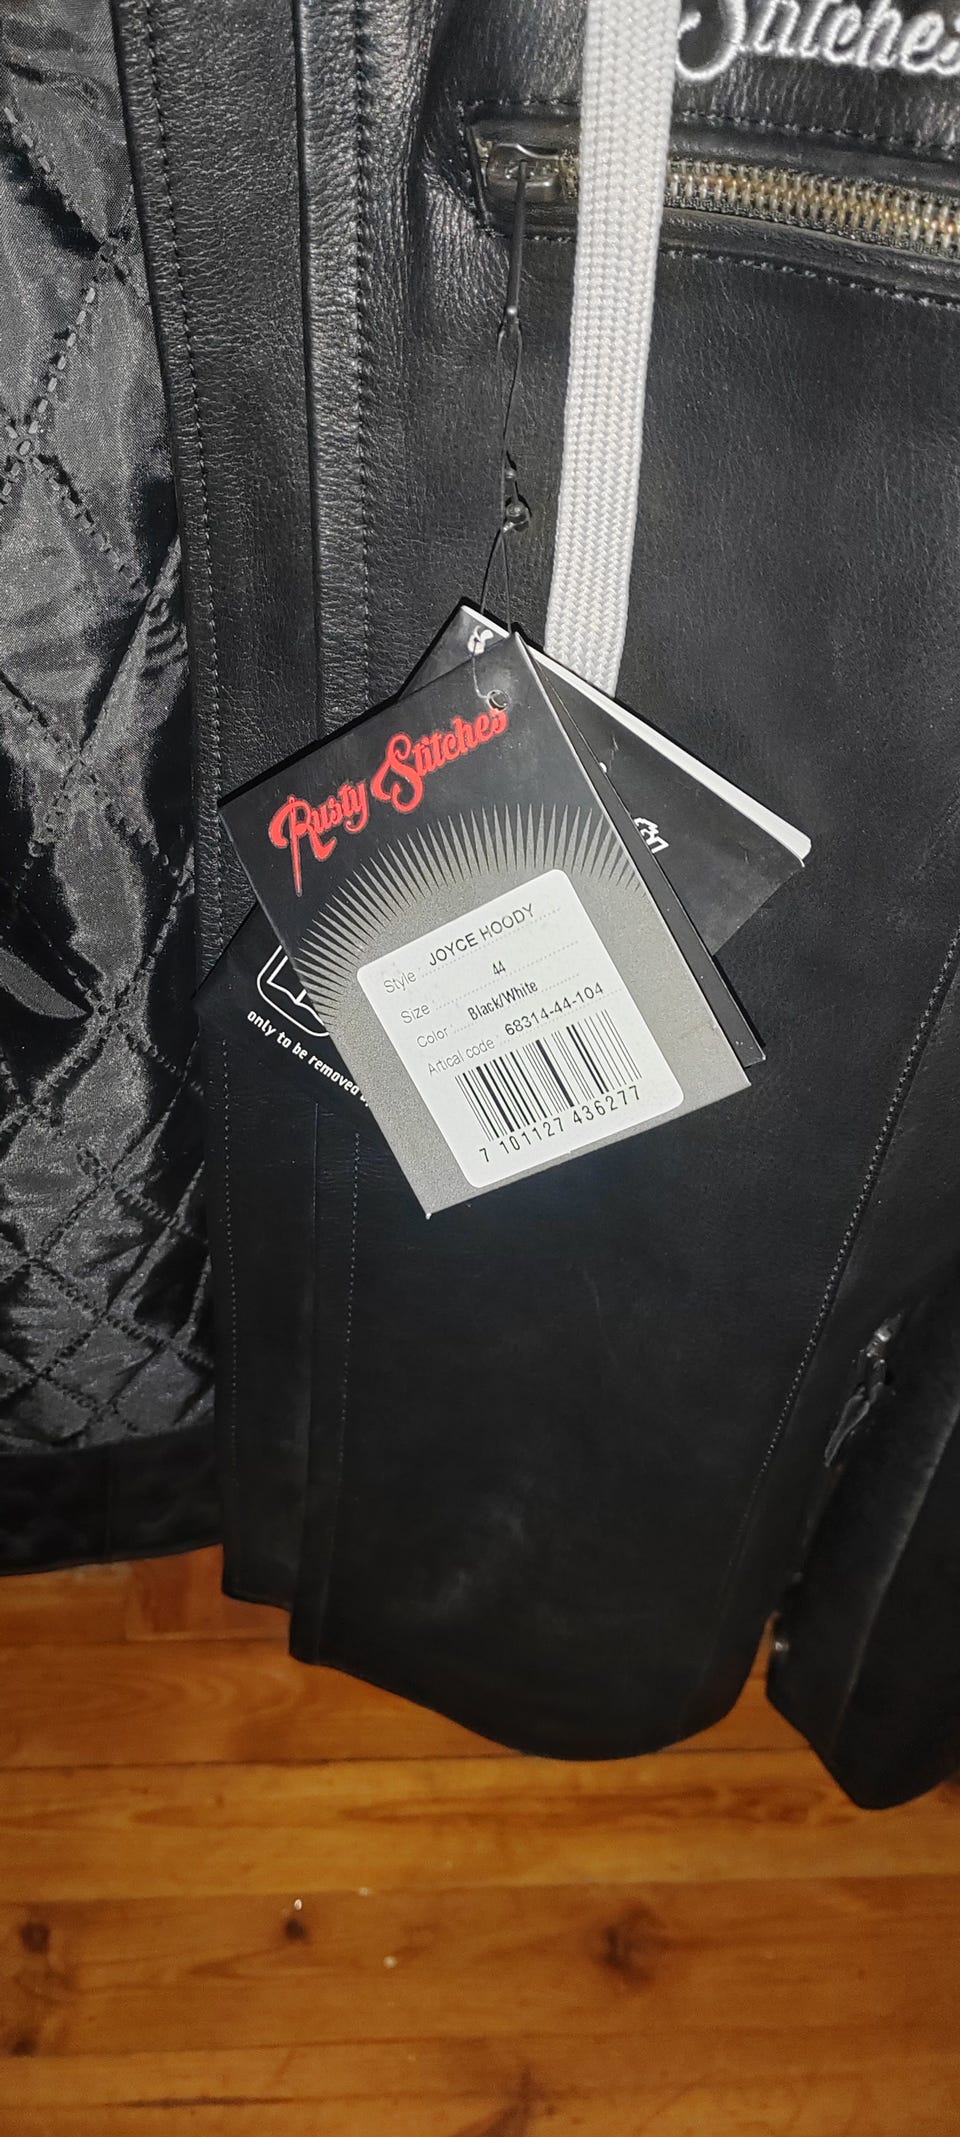 Stitches
Rusty Stitches
Style JOYCE HOODY
Size 44
Color Black/White
Artical code 68314-44-104
7 101127 436277
only to be removed